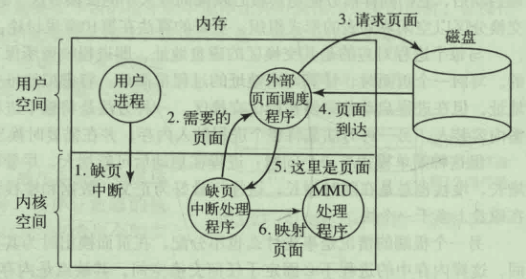 内存
3. 请求页面
磁盘
用户
空间
用户
进程
外部
页面调度
程序
2. 需要的
页面
4. 页面
到达
1. 缺页
中断
5. 这里是页面
内核
空间
缺页
中断处理
程序
MMU
处理
程序
6. 映射
页面